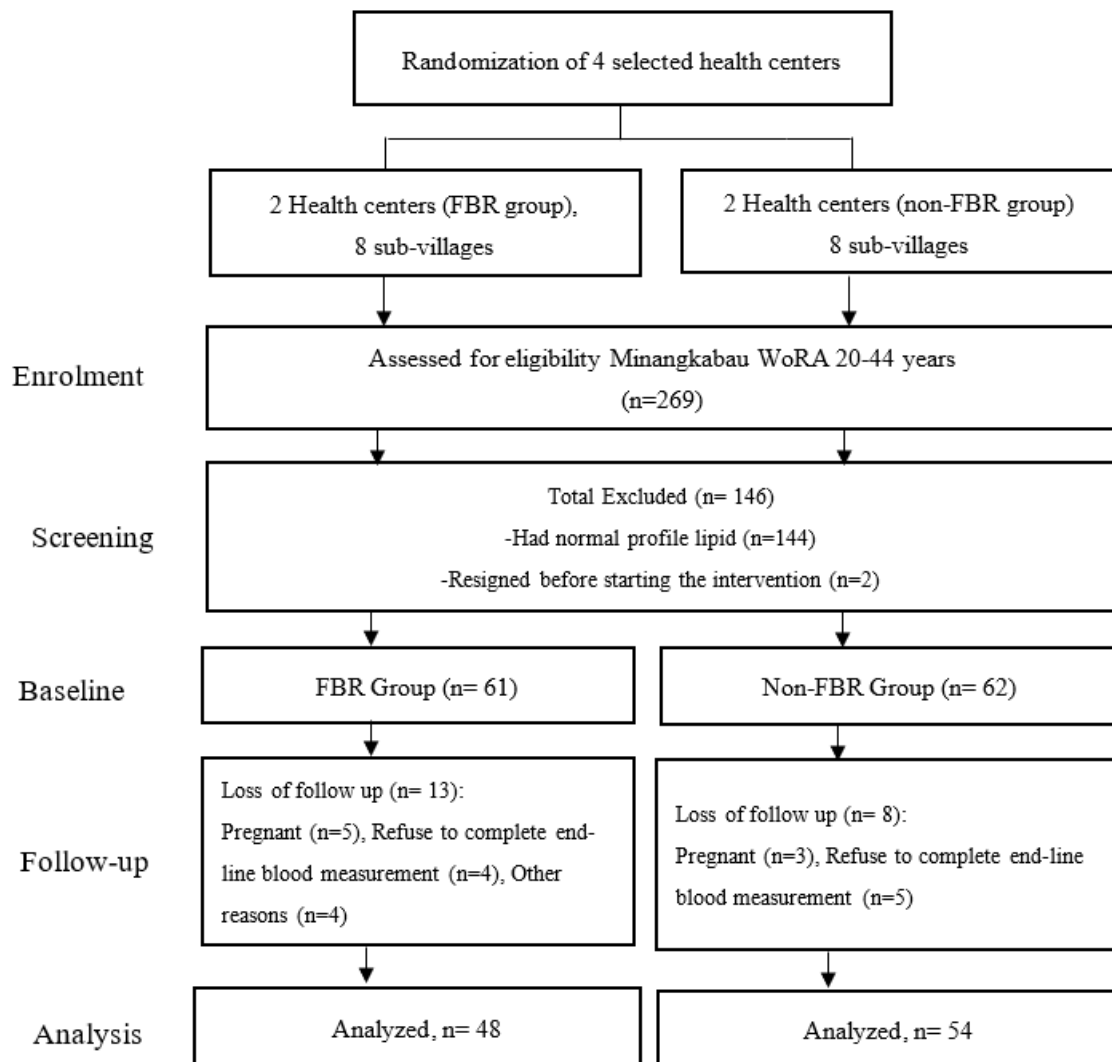 Randomization of 4 selected health centers
2 Health centers (FBR group),
8 sub-villages
2 Health centers (non-FBR group)
8 sub-villages
Enrolment
Assessed for eligibility Minangkabau WoRA 20-44 years
(n=269)
Screening
Total Excluded (n= 146)
-Had normal profile lipid (n=144)
-Resigned before starting the intervention (n=2)
Baseline
FBR Group (n= 61)
Non-FBR Group (n= 62)
Follow-up
Loss of follow up (n= 13):
Pregnant (n=5), Refuse to complete end-
line blood measurement (n=4), Other
reasons (n=4)
Loss of follow up (n= 8):
Pregnant (n=3), Refuse to complete end-line
blood measurement (n=5)
Analysis
Analyzed, n= 48
Analyzed, n= 54